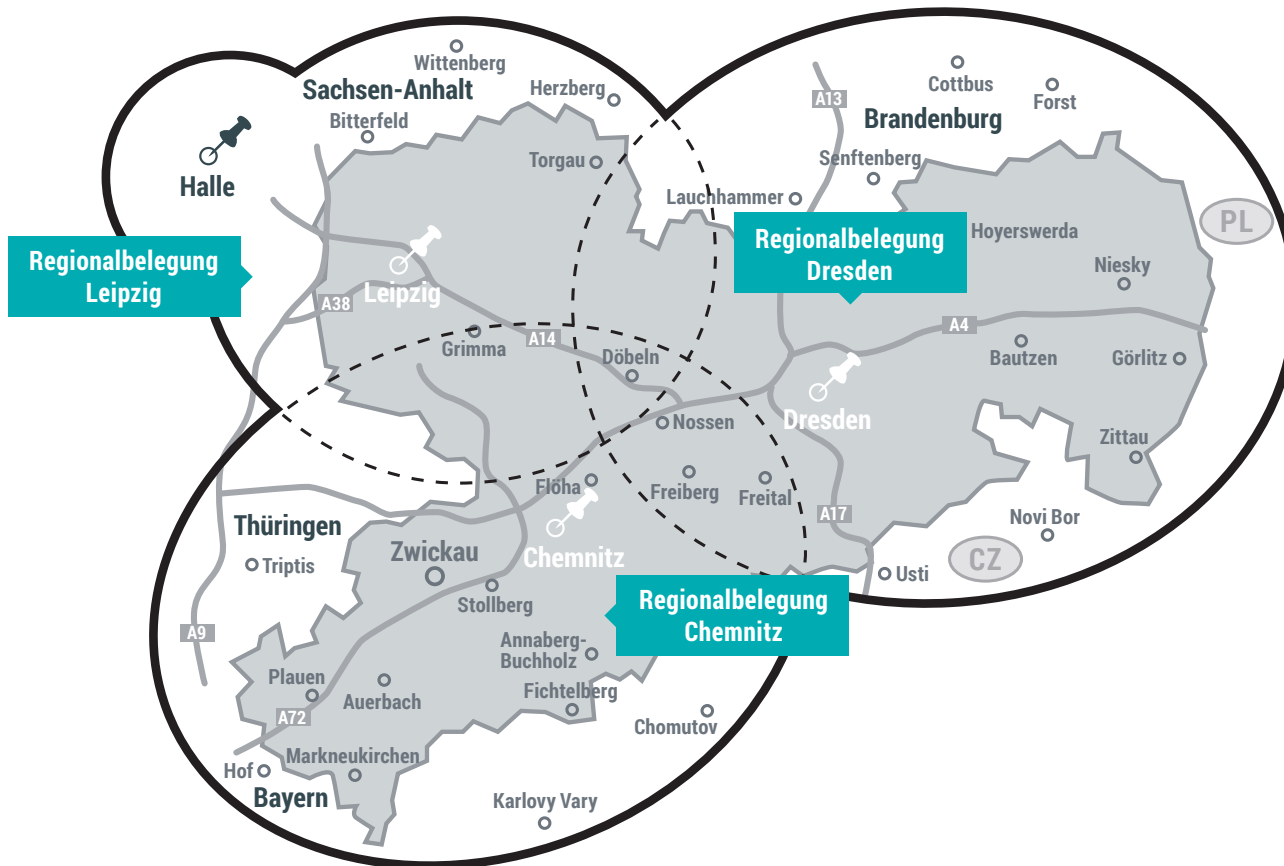 Wittenberg
Sachsen-Anhalt
Herzberg
Bitterfeld
Cottbus
Forst
A13
Brandenburg
Halle
Torgau
Senftenberg
Lauchhammer
PL
Regionalbelegung
Leipzig
Regionalbelegung
Dresden
Hoyerswerda
Niesky
Leipzig
A38
A14
A4
Grimma
Döbeln
Bautzen
Görlitz
Nossen
Dresden
Zittau
Flöha
Freiberg
Freital
A17
Novi Bor
Thüringen
Triptis
Zwickau
Chemnitz
CZ
Usti
Stollberg
Regionalbelegung
Chemnitz
A9
Annaberg-
Buchholz
Plauen
Auerbach
Fichtelberg
A72
Chomutov
Markneukirchen
Hof
Bayern
Karlovy Vary